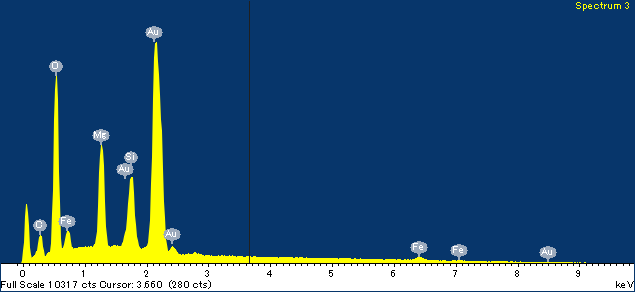 Spectrum 3
Au
O
Mg
Si
Au
Fe
C
Au
Fe
Fe
Au
0 1 2 3 4 5 6 7 8 9
Full Scale 10317 cts Cursor: 3.660 (280 cts) keV